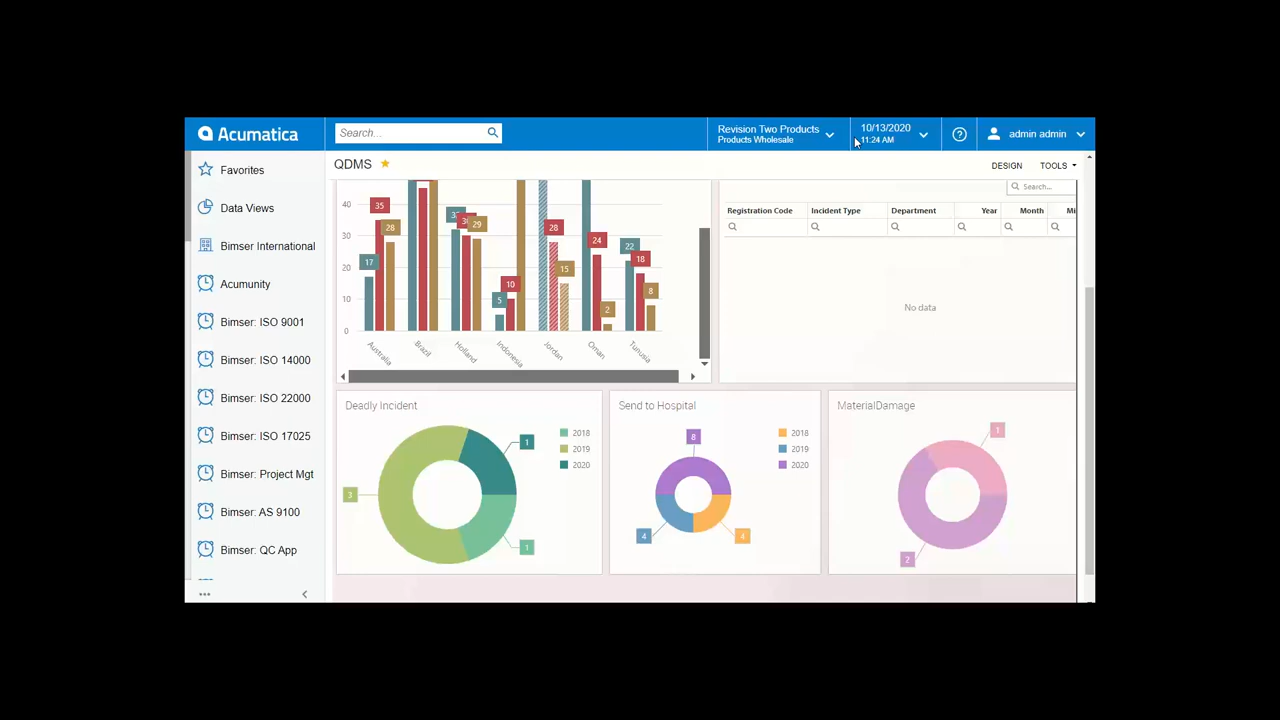 Acumatica
Search...
Revision Two Products
Products Wholesale
10/13/2020
11:24 AM
admin admin
Favorites
Data Views
Bimser International
Acumunity
Bimser: ISO 9001
Bimser: ISO 14000
Bimser: ISO 22000
Bimser: ISO 17025
Bimser: Project Mgt
Bimser: AS 9100
Bimser: QC App
QDMS
DESIGN
TOOLS
40
30
20
10
0
17
35
28
29
5
10
28
15
24
2
22
18
8
Australia
Brazil
Holland
Indonesia
Jordan
Oman
Tunusia
Search...
Registration Code
Incident Type
Department
Year
Month
Mi
No data
Deadly Incident
1
3
1
2018
2019
2020
Send to Hospital
8
4
4
2018
2019
2020
MaterialDamage
1
2